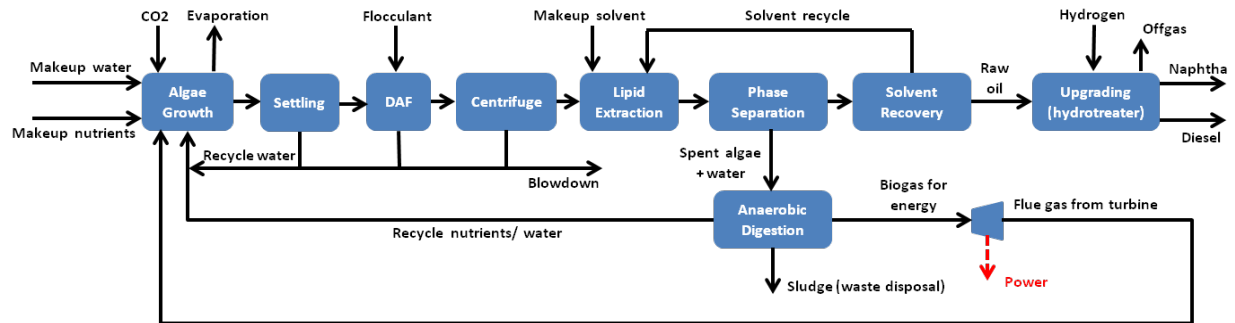 CO2
Evaporation
Flocculant
Makeup solvent
Solvent recycle
Hydrogen
Offgas
Makeup water
Makeup nutrients
Algae
Growth
Settling
DAF
Centrifuge
Lipid
Extraction
Phase
Separation
Solvent
Recovery
Raw
oil
Upgrading
(hydrotreater)
Naphtha
Diesel
Recycle water
Blowdown
Spent algae
+ water
Anaerobic
Digestion
Biogas for
energy
Flue gas from turbine
Recycle nutrients/ water
Power
Sludge (waste disposal)